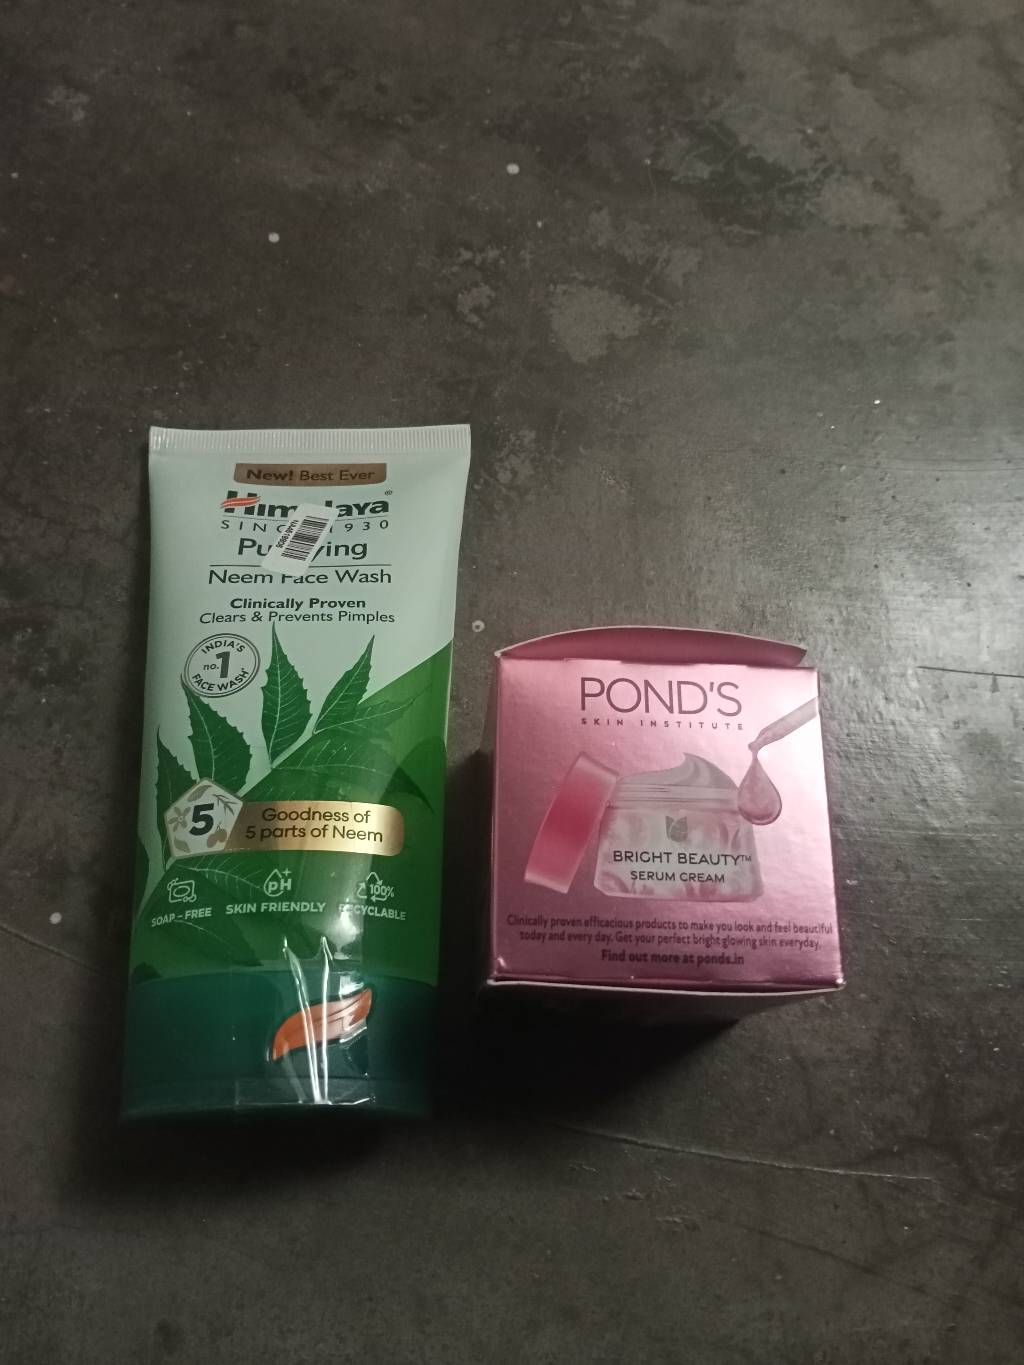 New! Best Ever
Himalaya
SINCE 1930
Purifying
Neem Face Wash
Clinically Proven
Clears & Prevents Pimples
INDIA'S
no.1
FACE WASH
5
Goodness of
5 parts of Neem
pH
100%
SOAP - FREE
SKIN FRIENDLY
RECYCLABLE
POND'S
SKIN INSTITUTE
BRIGHT BEAUTY™
SERUM CREAM
Clinically proven efficacious products to make you look and feel beautiful
today and every day. Get your perfect bright glowing skin everyday.
Find out more at ponds.in